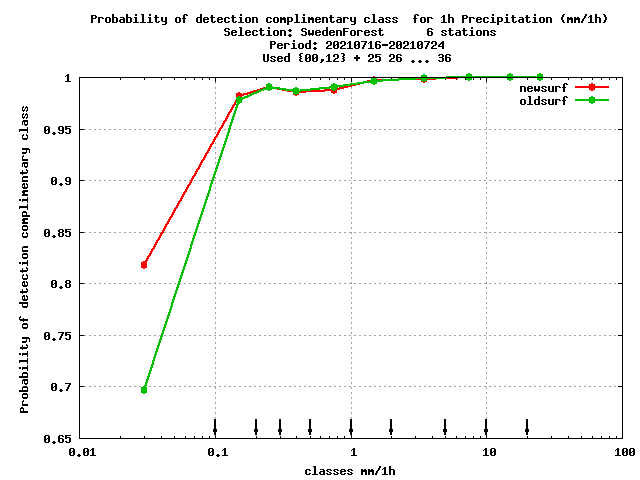 Probability of detection complimentary class  for 1h Precipitation (mm/1h)
Selection: SwedenForest      6 stations
Period: 20210716-20210724
Used {00,12} + 25 26 ... 36
newsurf
oldsurf
Probability of detection complimentary class
1
0.95
0.9
0.85
0.8
0.75
0.7
0.65
0.01 0.1 1 10 100
classes mm/1h